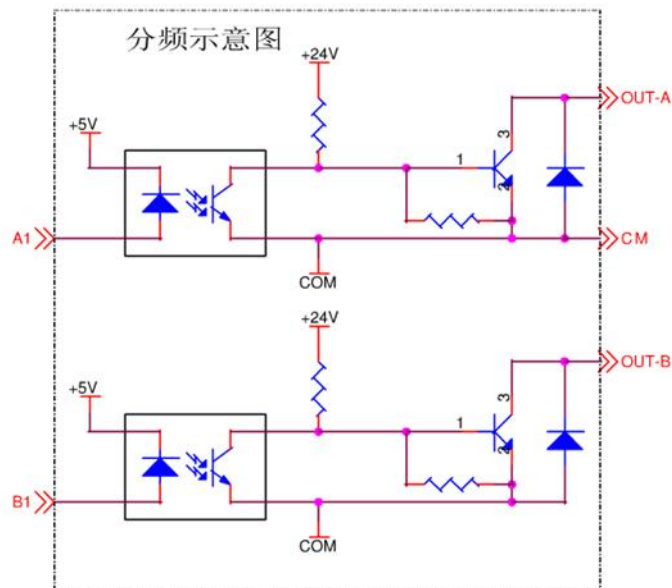 分频示意图
+24V
OUT-A
+5V
3
1
2
A1
CM
COM
+24V
OUT-B
+5V
3
1
2
B1
COM